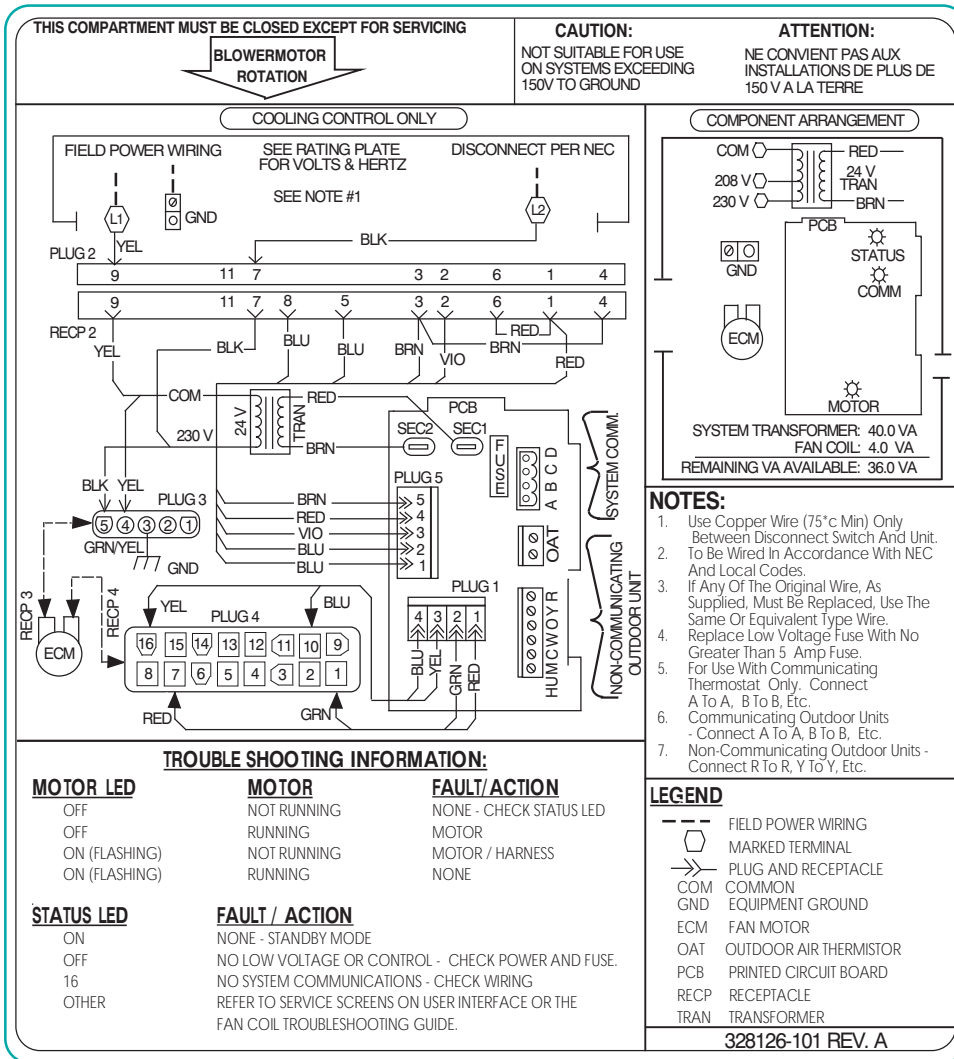 THIS COMPARTMENT MUST BE CLOSED EXCEPT FOR SERVICING
BLOWERMOTOR
ROTATION
CAUTION:
NOT SUITABLE FOR USE
ON SYSTEMS EXCEEDING
150V TO GROUND
ATTENTION:
NE CONVIENT PAS AUX
INSTALLATIONS DE PLUS DE
150 V A LA TERRE
COOLING CONTROL ONLY
FIELD POWER WIRING
SEE RATING PLATE
FOR VOLTS & HERTZ
DISCONNECT PER NEC
SEE NOTE #1
L1
GND
L2
YEL
BLK
PLUG 2
9 11 7 3 2 6 1 4
9 11 7 8 5 3 2 6 1 4
RECP 2
YEL
BLK
BLU
BLU
BRN
VIO
RED
BRN
RED
COM
24 V
TRAN
RED
230 V
BRN
PCB
SEC2
SEC1
FUSE
A B C D
SYSTEM COMM.
BLK YEL
PLUG 3
5 4 3 2 1
GRN/YEL
GND
PLUG 5
BRN 5
RED 4
VIO 3
BLU 2
BLU 1
OAT
RECP 3
ECM
RECP 4
YEL
PLUG 4
BLU
16 15 14 13 12 11 10 9
8 7 6 5 4 3 2 1
RED
GRN
PLUG 1
4 3 2 1
BLU
YEL
GRN
RED
HUM C W O Y R
NON-COMMUNICATING
OUTDOOR UNIT
COMPONENT ARRANGEMENT
COM
RED
208 V
24 V
TRAN
230 V
BRN
PCB
GND
STATUS
COMM
ECM
MOTOR
SYSTEM TRANSFORMER: 40.0 VA
FAN COIL: 4.0 VA
REMAINING VA AVAILABLE: 36.0 VA
NOTES:
1. Use Copper Wire (75*c Min) Only
Between Disconnect Switch And Unit.
2. To Be Wired In Accordance With NEC
And Local Codes.
3. If Any Of The Original Wire, As
Supplied, Must Be Replaced, Use The
Same Or Equivalent Type Wire.
4. Replace Low Voltage Fuse With No
Greater Than 5 Amp Fuse.
5. For Use With Communicating
Thermostat Only. Connect
A To A, B To B, Etc.
6. Communicating Outdoor Units
- Connect A To A, B To B, Etc.
7. Non-Communicating Outdoor Units -
Connect R To R, Y To Y, Etc.
TROUBLE SHOOTING INFORMATION:
MOTOR LED MOTOR FAULT/ACTION
OFF NOT RUNNING NONE - CHECK STATUS LED
OFF RUNNING MOTOR
ON (FLASHING) NOT RUNNING MOTOR / HARNESS
ON (FLASHING) RUNNING NONE
STATUS LED FAULT / ACTION
ON NONE - STANDBY MODE
OFF NO LOW VOLTAGE OR CONTROL - CHECK POWER AND FUSE.
16 NO SYSTEM COMMUNICATIONS - CHECK WIRING
OTHER REFER TO SERVICE SCREENS ON USER INTERFACE OR THE
FAN COIL TROUBLESHOOTING GUIDE.
LEGEND
FIELD POWER WIRING
MARKED TERMINAL
PLUG AND RECEPTACLE
COM COMMON
GND EQUIPMENT GROUND
ECM FAN MOTOR
OAT OUTDOOR AIR THERMISTOR
PCB PRINTED CIRCUIT BOARD
RECP RECEPTACLE
TRAN TRANSFORMER
328126-101 REV. A